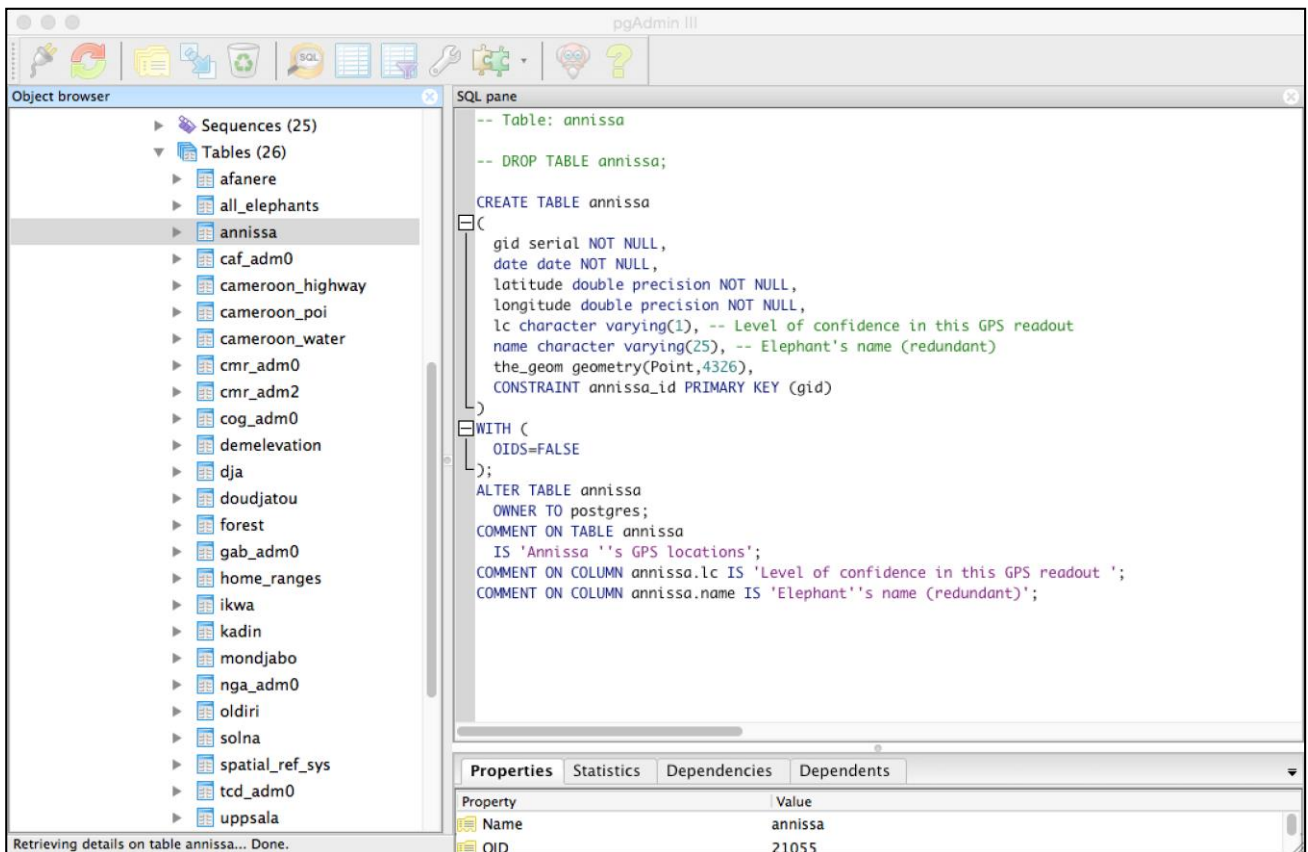 pgAdmin III
SQL
Object browser
Sequences (25)
Tables (26)
afanere
all_elephants
annissa
caf_adm0
cameroon_highway
cameroon_poi
cameroon_water
cmr_adm0
cmr_adm2
cog_adm0
demelevation
dja
doudjatou
forest
gab_adm0
home_ranges
ikwa
kadin
mondjabo
nga_adm0
oldiri
solna
spatial_ref_sys
tcd_adm0
uppsala
Retrieving details on table annissa... Done.
SQL pane
-- Table: annissa
-- DROP TABLE annissa;
CREATE TABLE annissa
(
gid serial NOT NULL,
date date NOT NULL,
latitude double precision NOT NULL,
longitude double precision NOT NULL,
lc character varying(1), -- Level of confidence in this GPS readout
name character varying(25), -- Elephant's name (redundant)
the_geom geometry(Point,4326),
CONSTRAINT annissa_id PRIMARY KEY (gid)
)
WITH (
OIDS=FALSE
);
ALTER TABLE annissa
OWNER TO postgres;
COMMENT ON TABLE annissa
IS 'Annissa ''s GPS locations';
COMMENT ON COLUMN annissa.lc IS 'Level of confidence in this GPS readout ';
COMMENT ON COLUMN annissa.name IS 'Elephant''s name (redundant)';
Properties Statistics Dependencies Dependents
Property Value
Name annissa
OID 21055